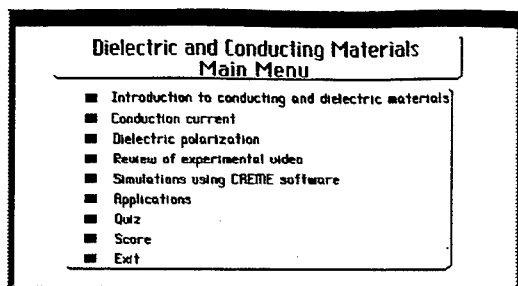 Dielectric and Conducting Materials
Main Menu
Introduction to conducting and dielectric materials
Conduction current
Dielectric polarization
Review of experimental video
Simulations using CREME software
Applications
Quiz
Score
Exit